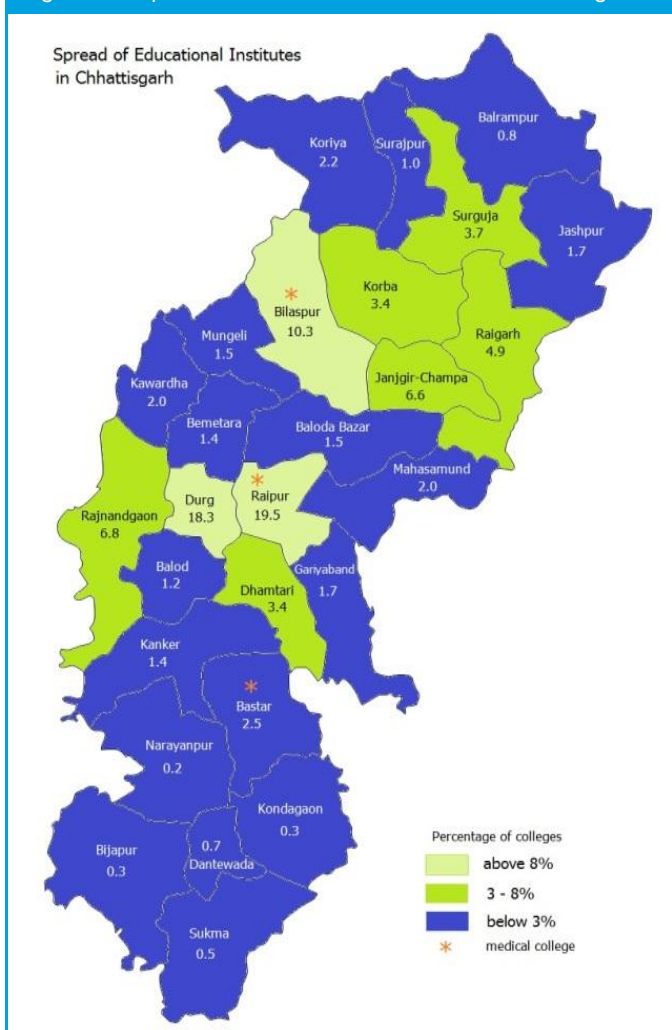 Spread of Educational Institutes
in Chhattisgarh
Balrampur
0.8
Koriya
2.2
Surajpur
1.0
Surguja
3.7
Jashpur
1.7
Korba
3.4
Bilaspur
10.3
Raigarh
4.9
Mungeli
1.5
Janjgir-Champa
6.6
Kawardha
2.0
Bemetara
1.4
Baloda Bazar
1.5
Mahasamund
2.0
Raipur
19.5
Durg
18.3
Rajnandgaon
6.8
Balod
1.2
Gariyaband
1.7
Dhamtari
3.4
Kanker
1.4
Bastar
2.5
Narayanpur
0.2
Kondagaon
0.3
0.7
Dantewada
Bijapur
0.3
Sukma
0.5
Percentage of colleges
above 8%
3 - 8%
below 3%
medical college